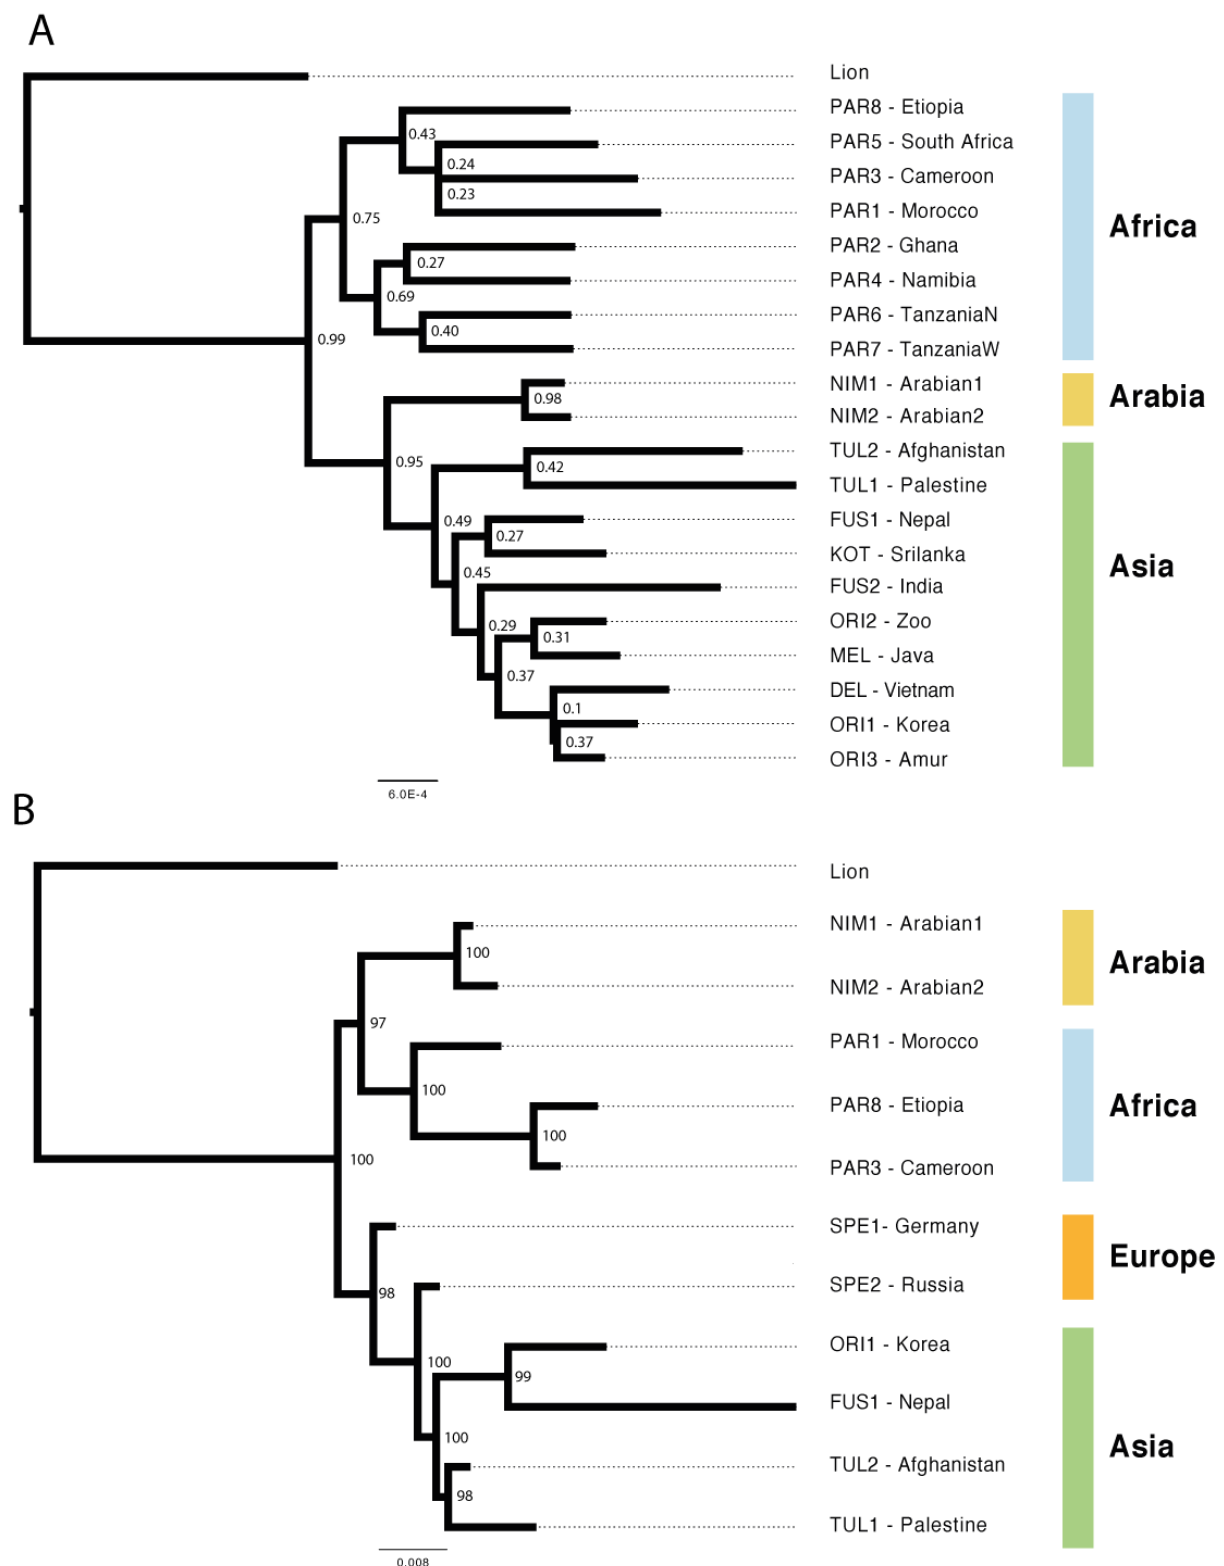 A
Lion
PAR8 - Etiopia
0.43
PAR5 - South Africa
0.24
PAR3 - Cameroon
0.23
PAR1 - Morocco
0.75
Africa
PAR2 - Ghana
0.27
PAR4 - Namibia
0.69
PAR6 - TanzaniaN
0.40
0.99
PAR7 - TanzaniaW
NIM1 - Arabian1
0.98
Arabia
NIM2 - Arabian2
TUL2 - Afghanistan
0.95
0.42
TUL1 - Palestine
FUS1 - Nepal
0.49
0.27
KOT - Srilanka
Asia
0.45
FUS2 - India
ORI2 - Zoo
0.29
0.31
MEL - Java
0.37
DEL - Vietnam
0.1
ORI1 - Korea
0.37
ORI3 - Amur
6.0E-4
B
Lion
NIM1 - Arabian1
100
Arabia
NIM2 - Arabian2
97
PAR1 - Morocco
100
PAR8 - Etiopia
Africa
100
100
PAR3 - Cameroon
SPE1- Germany
Europe
SPE2 - Russia
98
ORI1 - Korea
100
99
FUS1 - Nepal
100
Asia
TUL2 - Afghanistan
98
TUL1 - Palestine
0.008